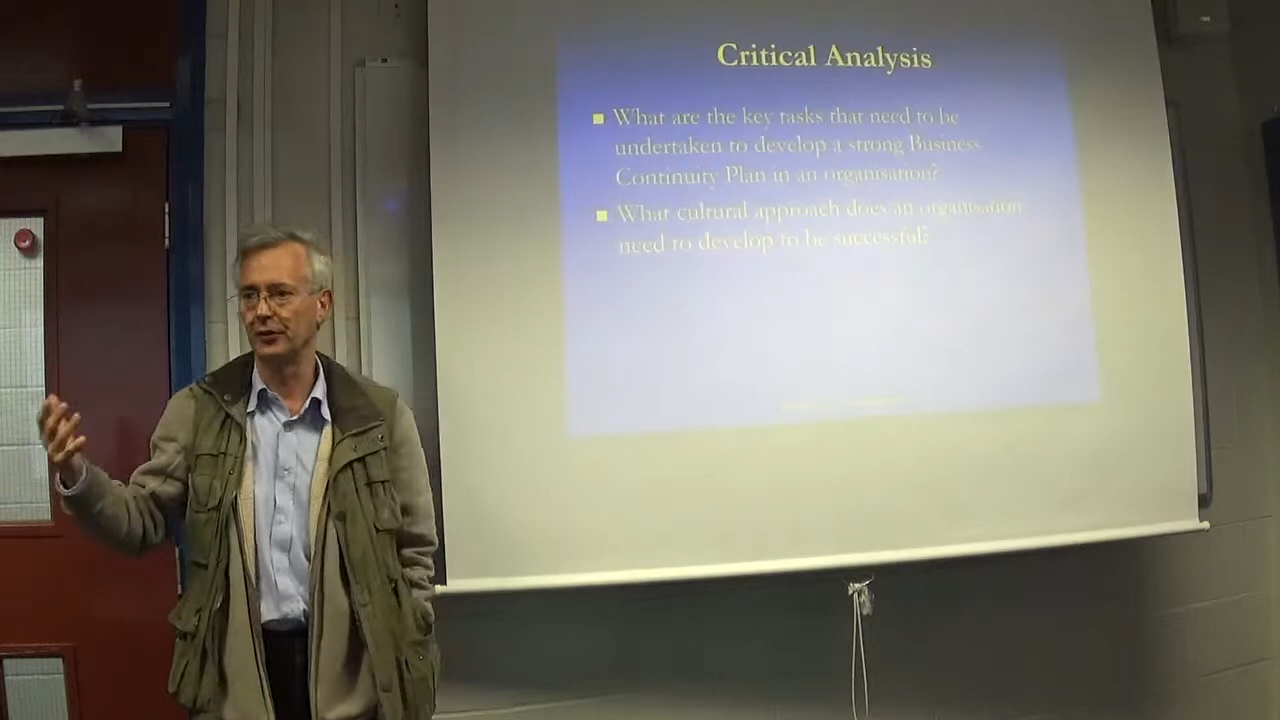 Critical Analysis
What are the key tasks that need to be
undertaken to develop a strong Business
Continuity Plan in an organisation?
What cultural approach does an organisation
need to develop to be successful?